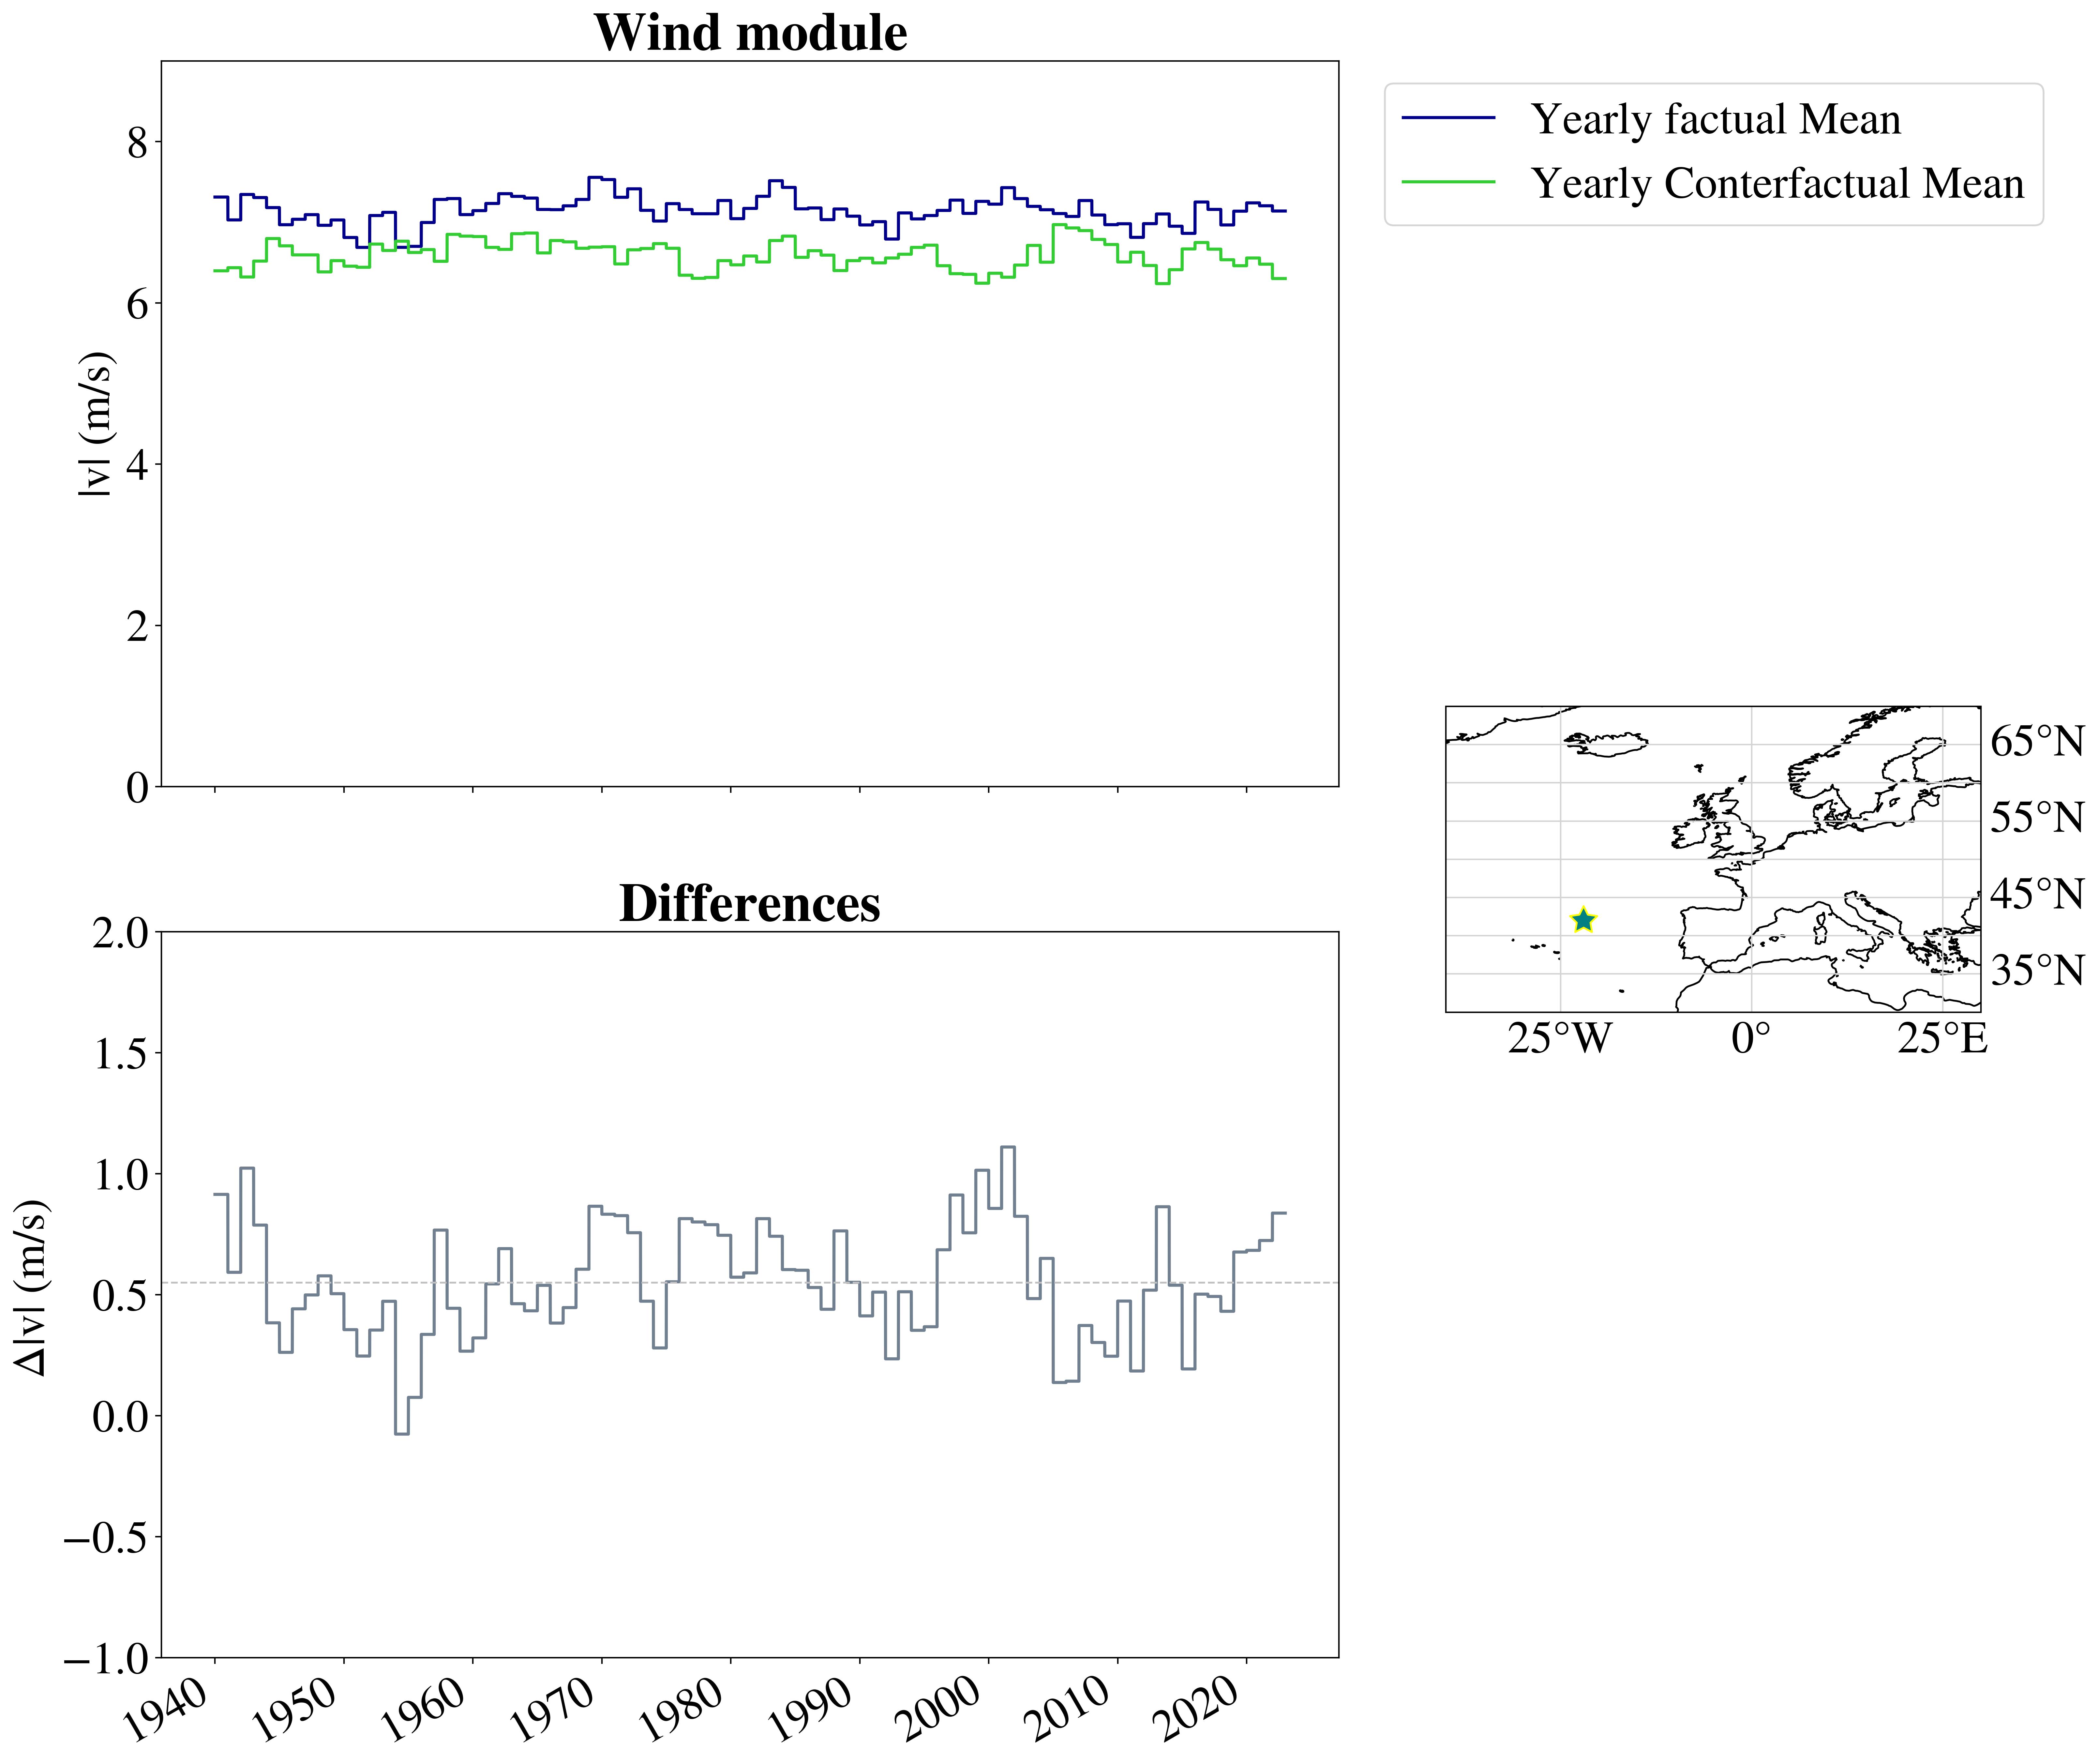 Wind module
8
6
4
2
0
|v| (m/s)
Yearly factual Mean
Yearly Conterfactual Mean
65°N
55°N
45°N
35°N
25°W 0° 25°E
Differences
2.0
1.5
1.0
0.5
0.0
−0.5
−1.0
Δ|v| (m/s)
1940 1950 1960 1970 1980 1990 2000 2010 2020